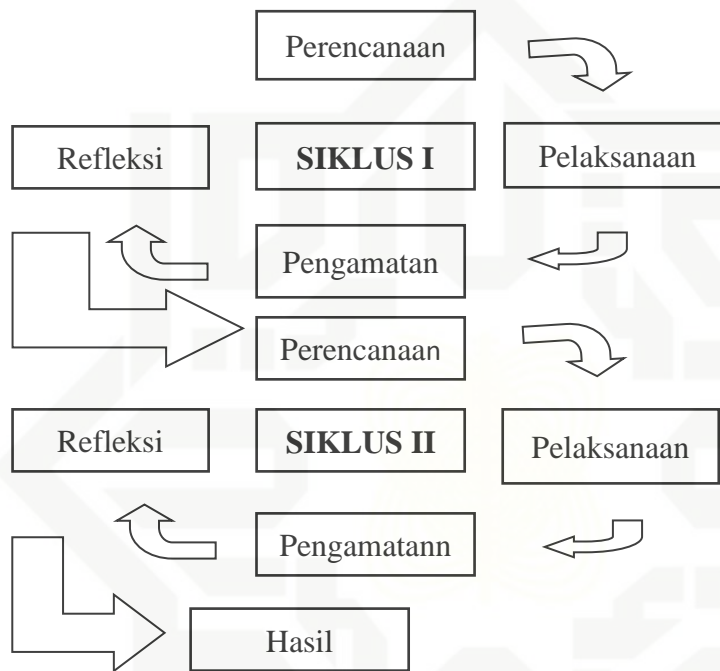 Perencanaan
Refleksi
SIKLUS I
Pelaksanaan
Pengamatan
Perencanaan
Refleksi
SIKLUS II
Pelaksanaan
Pengamatann
Hasil